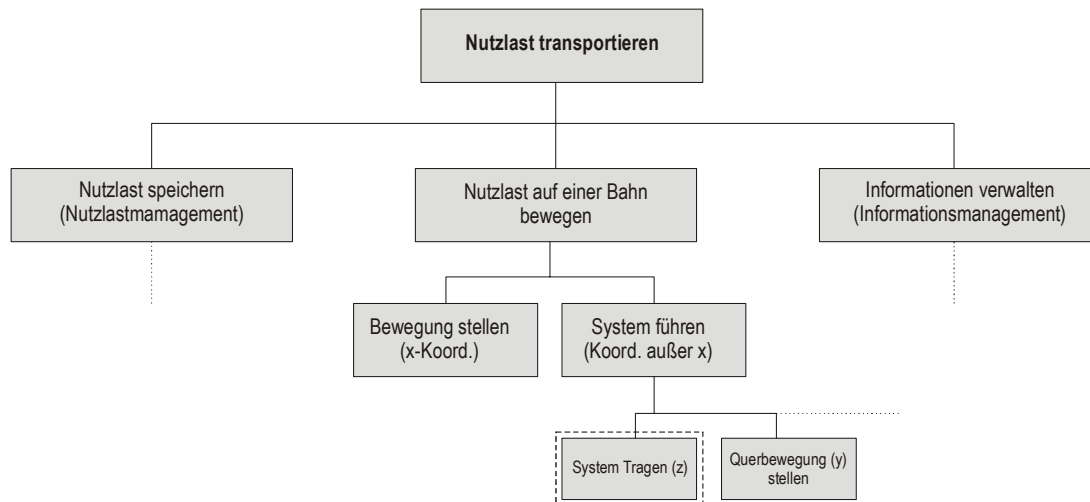 Nutzlast transportieren
Nutzlast speichern
(Nutzlastmamagement)
Nutzlast auf einer Bahn
bewegen
Informationen verwalten
(Informationsmanagement)
Bewegung stellen
(x-Koord.)
System führen
(Koord. außer x)
System Tragen (z)
Querbewegung (y)
stellen